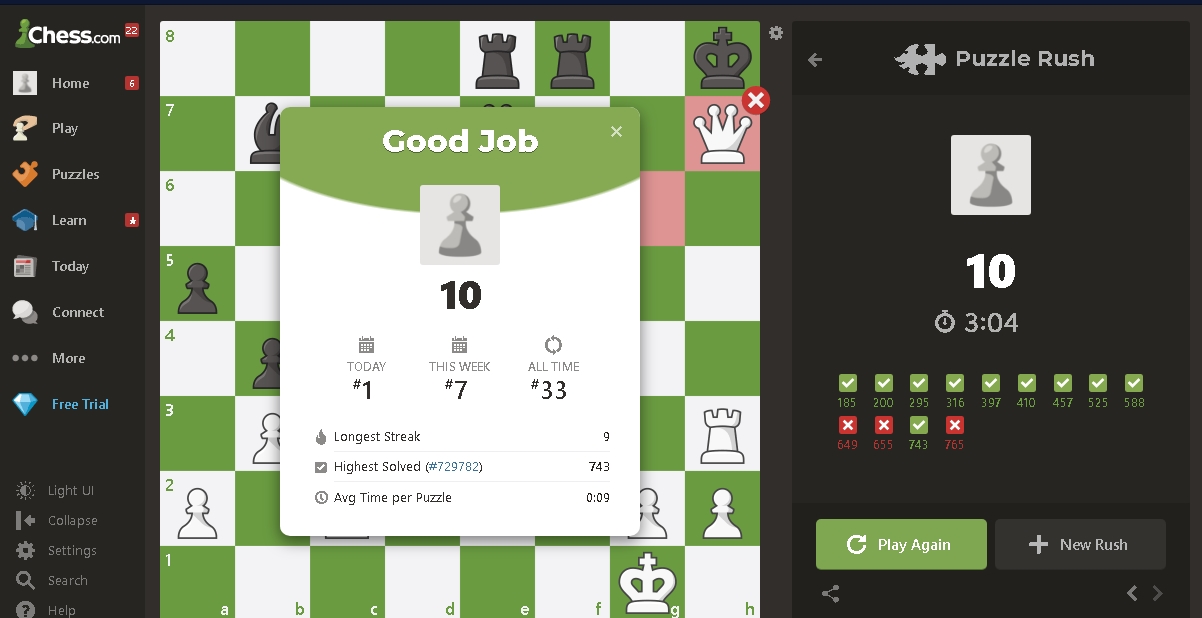 Chess.com 22
Home 6
Play
Puzzles
Learn
Today
Connect
More
Free Trial
Light UI
Collapse
Settings
Search
Help
8
7
6
5
4
3
2
1
a b c d e f g h
Good Job
10
TODAY THIS WEEK ALL TIME
#1 #7 #33
Longest Streak 9
Highest Solved (#729782) 743
Avg Time per Puzzle 0:09
Puzzle Rush
10
3:04
185 200 295 316 397 410 457 525 588
649 655 743 765
Play Again
New Rush